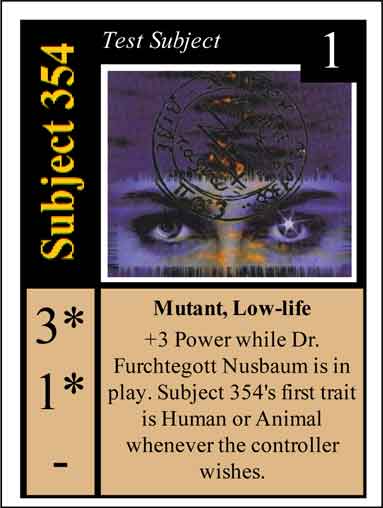 Subject 354
Test Subject
1
3*
1*
-
Mutant, Low-life
+3 Power while Dr.
Furchtegott Nusbaum is in
play. Subject 354's first trait
is Human or Animal
whenever the controller
wishes.